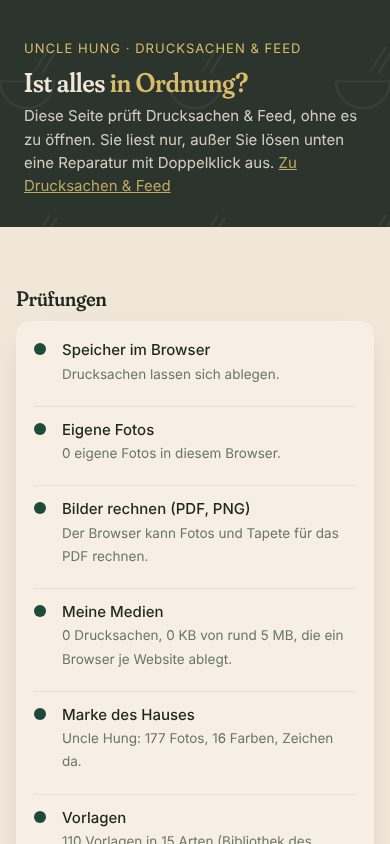 UNCLE HUNG · DRUCKSACHEN & FEED
Ist alles in Ordnung?
Diese Seite prüft Drucksachen & Feed, ohne es
zu öffnen. Sie liest nur, außer Sie lösen unten
eine Reparatur mit Doppelklick aus. Zu
Drucksachen & Feed
Prüfungen
Speicher im Browser
Drucksachen lassen sich ablegen.
Eigene Fotos
0 eigene Fotos in diesem Browser.
Bilder rechnen (PDF, PNG)
Der Browser kann Fotos und Tapete für das
PDF rechnen.
Meine Medien
0 Drucksachen, 0 KB von rund 5 MB, die ein
Browser je Website ablegt.
Marke des Hauses
Uncle Hung: 177 Fotos, 16 Farben, Zeichen
da.
Vorlagen
110 Vorlagen in 15 Arten (Bibliothek des